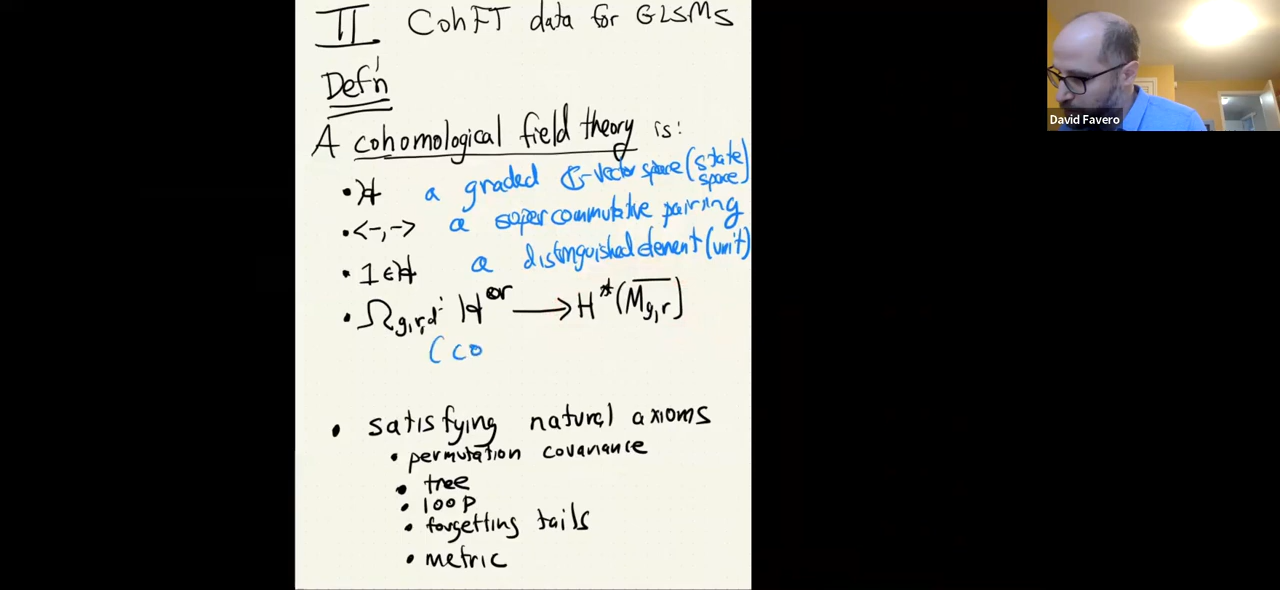 II CohFT data for GLSMs
Def'n
A cohomological field theory is:
• H a graded ℂ-vector space (state space)
• <-,-> a supercommutative pairing
• 1 ∈ H a distinguished element (unit)
• Ω_{g,r,d}: H^{⊗r} ⟶ H*(M̅_{g,r})
(co
• satisfying natural axioms
• permutation covariance
• tree
• loop
• forgetting tails
• metric
David Favero